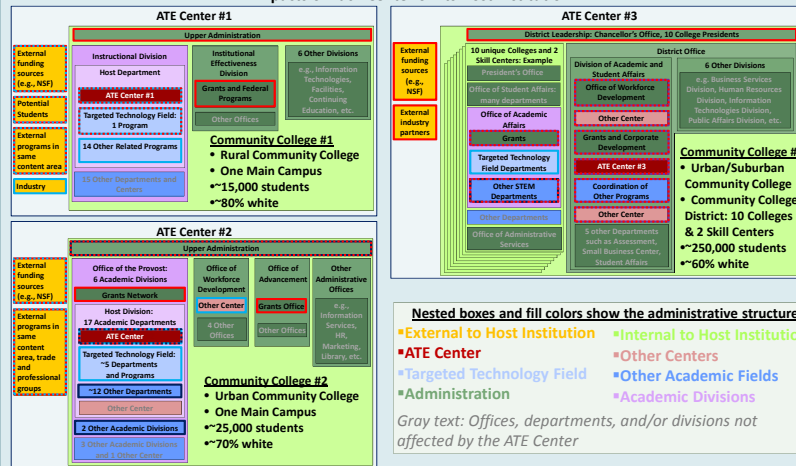 ATE Center #1
Upper Administration
External
funding
sources
(e.g., NSF)
Potential
Students
External
programs in
same
content area
Industry
Instructional Division
Host Department
ATE Center #1
Targeted Technology Field:
1 Program
14 Other Related Programs
15 Other Departments and
Centers
Institutional
Effectiveness
Division
Grants and Federal
Programs
Other Offices
6 Other Divisions
e.g., Information
Technologies,
Facilities,
Continuing
Education, etc.
Community College #1
• Rural Community College
• One Main Campus
•~15,000 students
•~80% white
ATE Center #2
Upper Administration
External
funding
sources
(e.g., NSF)
External
programs in
same
content
area, trade
and
professional
groups
Office of the Provost:
6 Academic Divisions
Grants Network
Host Division:
17 Academic Departments
ATE Center
Targeted Technology Field:
~5 Departments
and Programs
~12 Other Departments
Other Center
2 Other Academic Divisions
3 Other Academic Divisions
and 1 Other Center
Office of
Workforce
Development
Other Center
4 Other
Offices
Office of
Advancement
Grants Office
Other Offices
Other
Administrative
Offices
e.g.,
Information
Services,
HR,
Marketing,
Library, etc.
Community College #2
• Urban Community College
• One Main Campus
•~25,000 students
•~70% white
ATE Center #3
District Leadership: Chancellor's Office, 10 College Presidents
External
funding
sources
(e.g.,
NSF)
External
industry
partners
10 unique Colleges and 2
Skill Centers: Example
President's Office
Office of Student Affairs:
many departments
Office of Academic
Affairs
Grants
Targeted Technology
Field Departments
Other STEM
Departments
Other Departments
Office of Administrative
Services
District Office
Division of Academic and
Student Affairs
Office of Workforce
Development
Other Center
Grants and Corporate
Development
ATE Center #3
Coordination of
Other Programs
Other Center
5 other Departments
such as Assessment,
Small Business Center,
Student Affairs
6 Other Divisions
e.g. Business Services
Division, Human Resources
Division, Information
Technologies Division,
Public Affairs Division, etc.
Community College #
• Urban/Suburban
Community College
• Community College
District: 10 Colleges
& 2 Skill Centers
•~250,000 students
•~60% white
Nested boxes and fill colors show the administrative structure
▪External to Host Institution
▪Internal to Host Institutio
▪ATE Center
▪Other Centers
▪Targeted Technology Field
▪Other Academic Fields
▪Administration
▪Academic Divisions
Gray text: Offices, departments, and/or divisions not
affected by the ATE Center